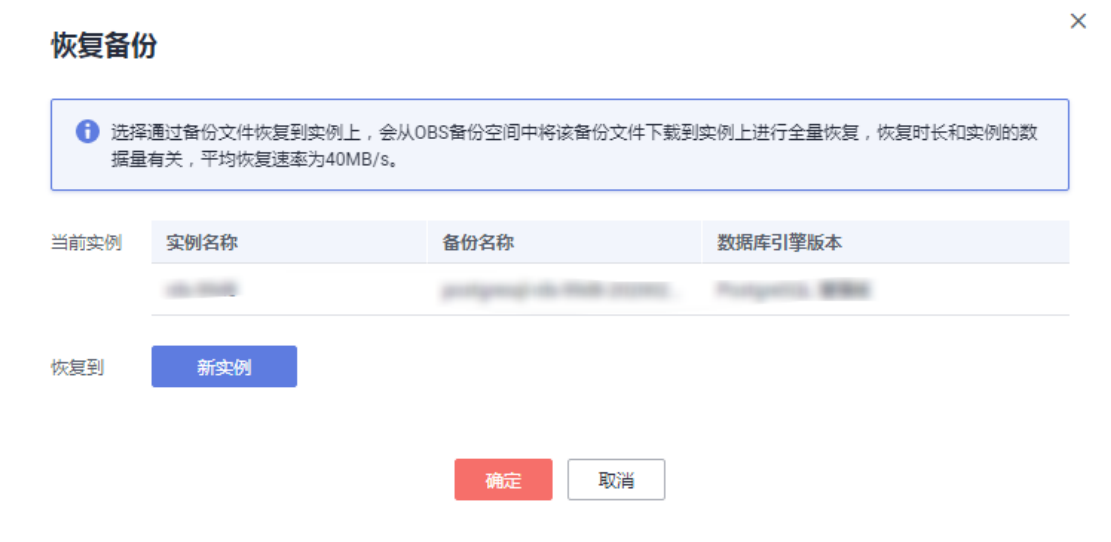 恢复备份
选择通过备份文件恢复到实例上，会从OBS备份空间中将该备份文件下载到实例上进行全量恢复，恢复时长和实例的数
据量有关，平均恢复速率为40MB/s。
当前实例 实例名称 备份名称 数据库引擎版本
恢复到 新实例
确定 取消